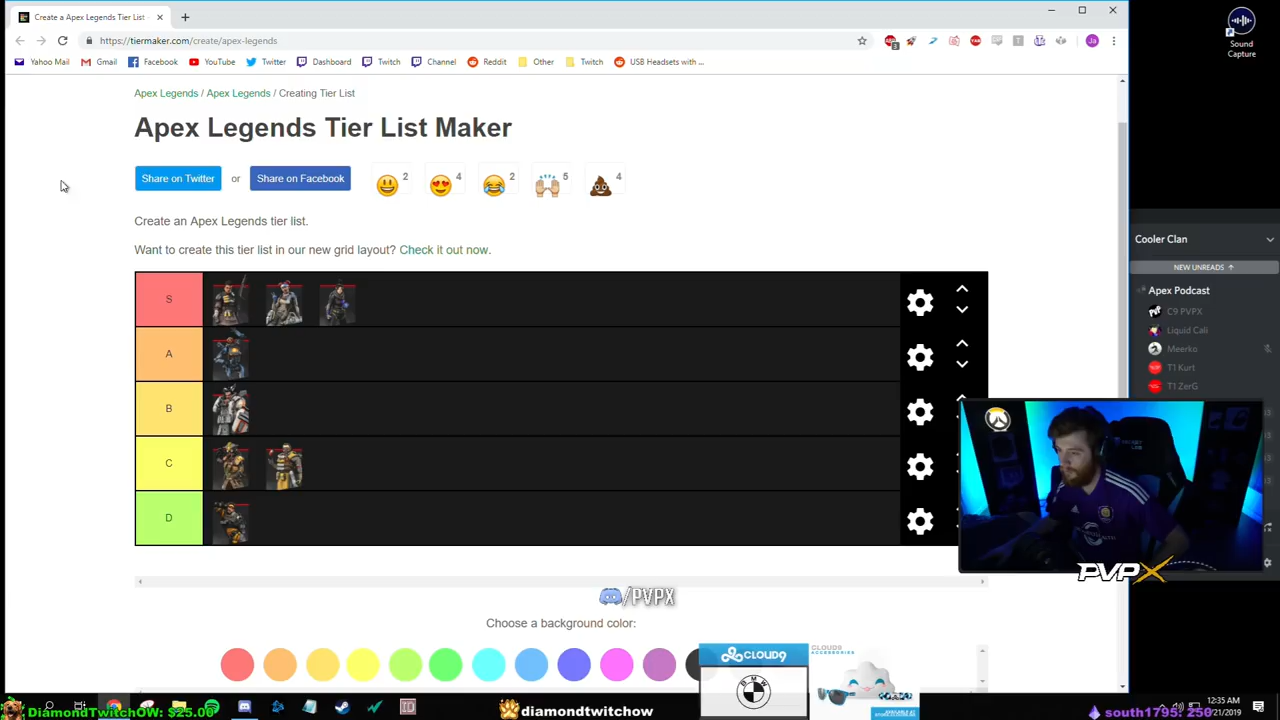 Create a Apex Legends Tier List
https://tiermaker.com/create/apex-legends
Yahoo Mail Gmail Facebook YouTube Twitter Dashboard Twitch Channel Reddit Other Twitch USB Headsets with ...
Sound
Capture
Apex Legends / Apex Legends / Creating Tier List
Apex Legends Tier List Maker
Share on Twitter or Share on Facebook 2 4 2 5 4
Create an Apex Legends tier list.
Want to create this tier list in our new grid layout? Check it out now.
S
A
B
C
D
Cooler Clan
NEW UNREADS
Apex Podcast
C9 PVPX
Liquid Cali
Meerko
T1 Kurt
T1 ZerG
PVPX
/PVPX
Choose a background color:
CLOUD9
BMW
CLOUD9
ACCESSORIES
DiamondTwitchOW: $25.00
diamondtwitchow
12:35 AM
south1795: 250